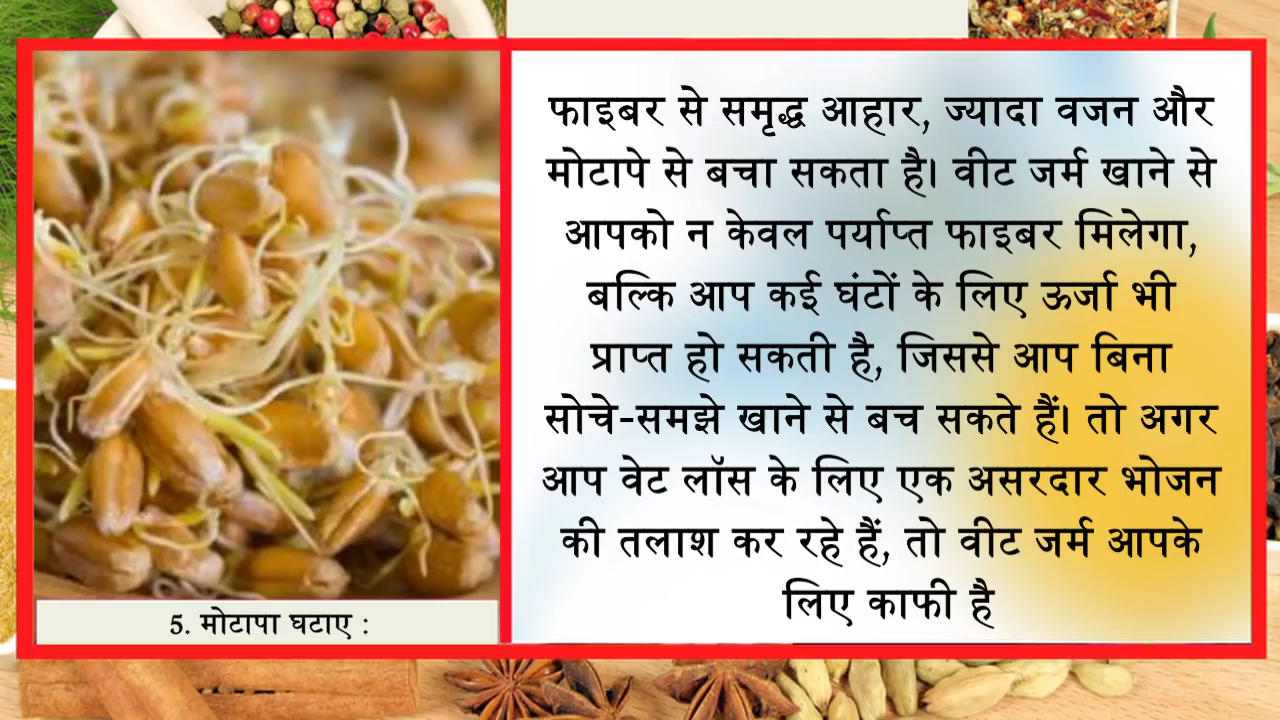 फाइबर से समृद्ध आहार, ज्यादा वजन और
मोटापे से बचा सकता है। वीट जर्म खाने से
आपको न केवल पर्याप्त फाइबर मिलेगा,
बल्कि आप कई घंटों के लिए ऊर्जा भी
प्राप्त हो सकती है, जिससे आप बिना
सोचे-समझे खाने से बच सकते हैं। तो अगर
आप वेट लॉस के लिए एक असरदार भोजन
की तलाश कर रहे हैं, तो वीट जर्म आपके
लिए काफी है
5. मोटापा घटाए :